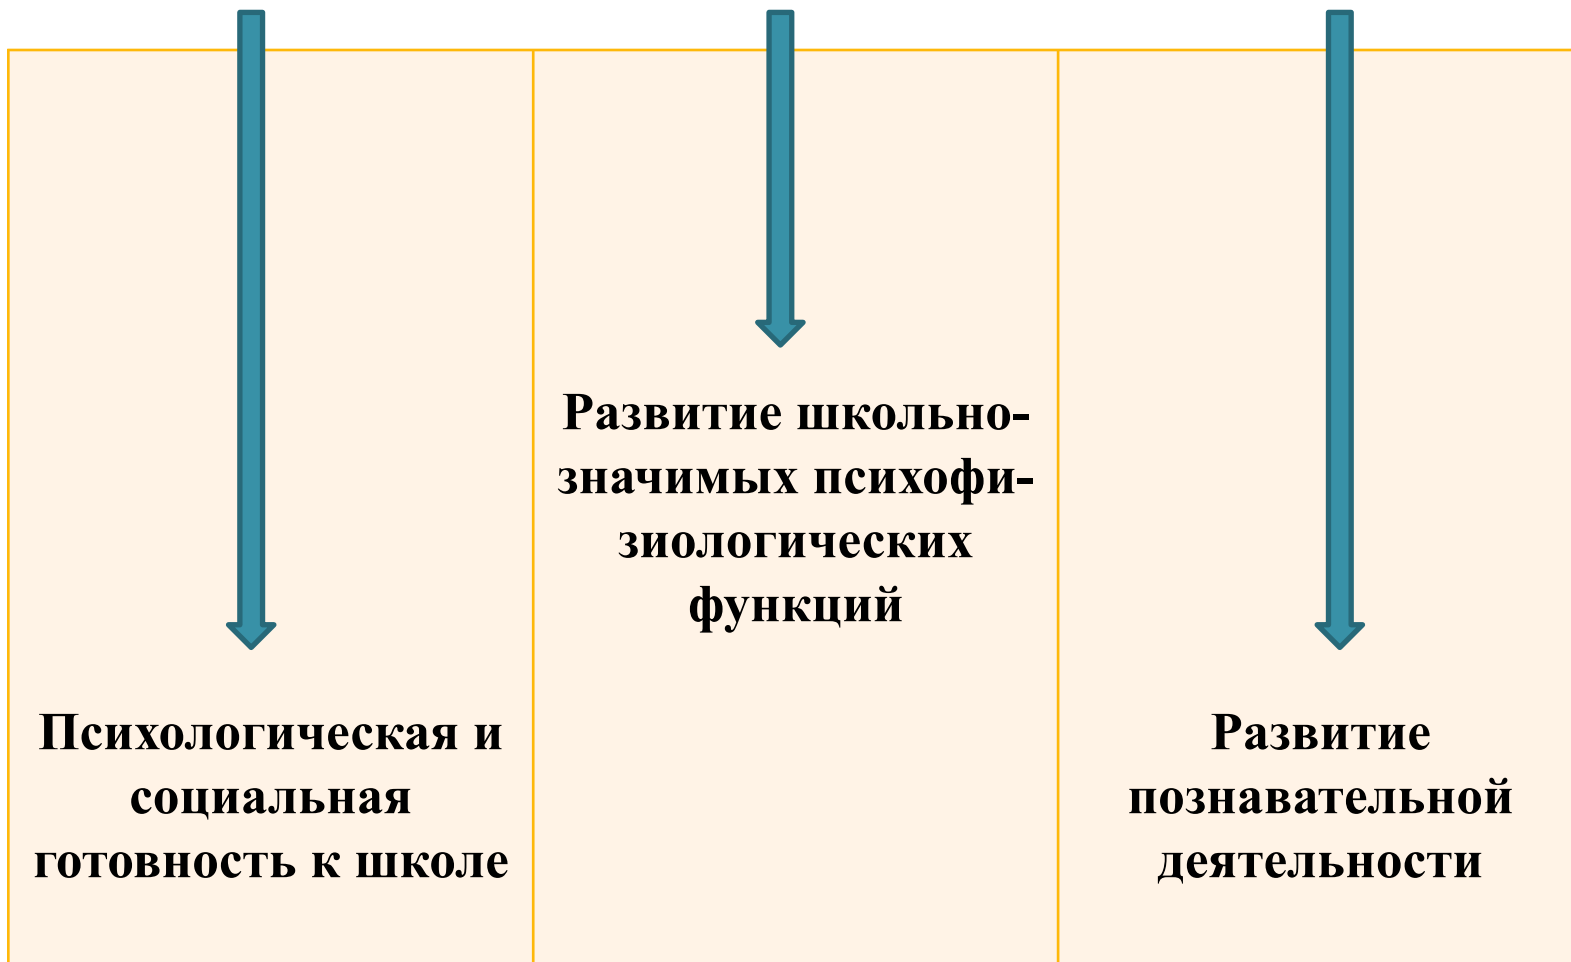 Психологическая и
социальная
готовность к школе
Развитие школьно-
значимых психофи-
зиологических
функций
Развитие
познавательной
деятельности